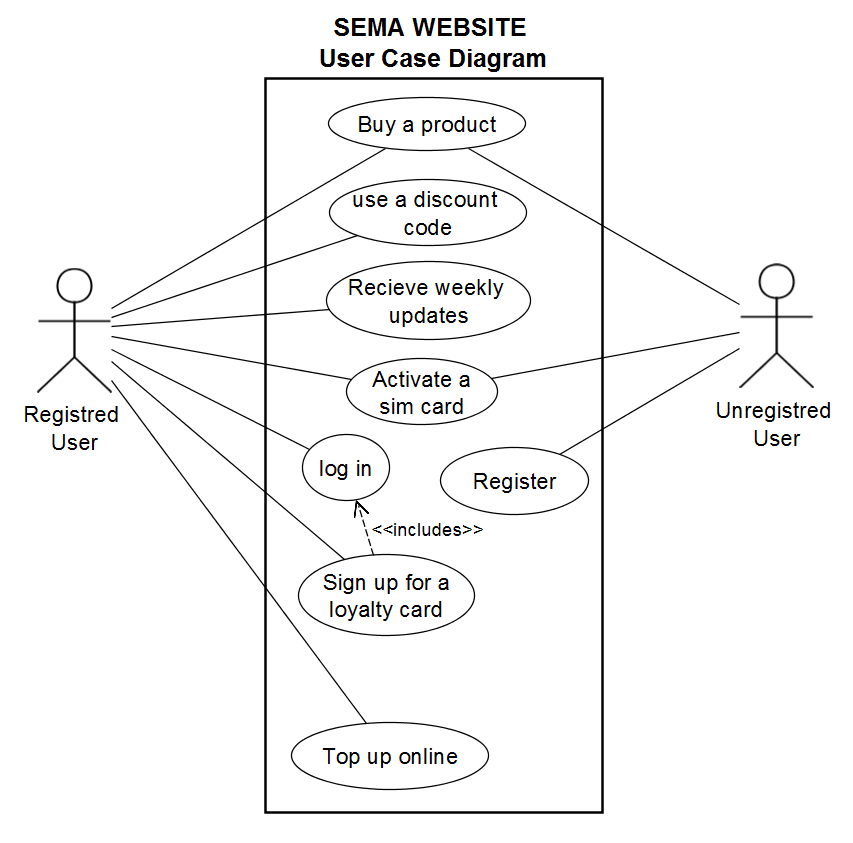 SEMA WEBSITE
User Case Diagram
Buy a product
use a discount
code
Recieve weekly
updates
Registred
User
Activate a
sim card
Unregistred
User
log in
Register
<<includes>>
Sign up for a
loyalty card
Top up online